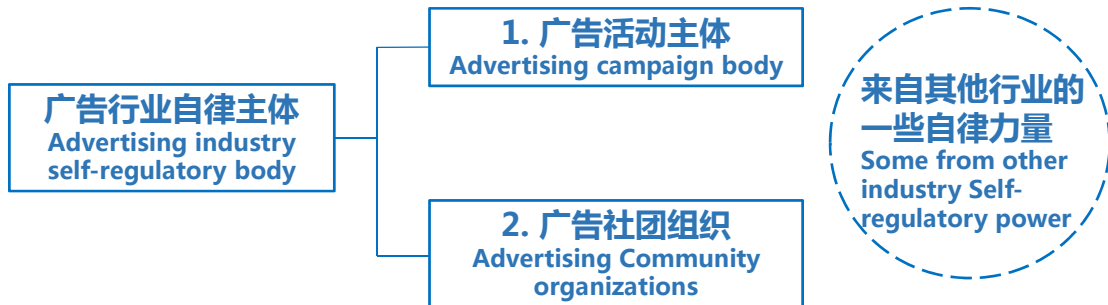 广告行业自律主体
Advertising industry
self-regulatory body
1. 广告活动主体
Advertising campaign body
2. 广告社团组织
Advertising Community
organizations
来自其他行业的
一些自律力量
Some from other
industry Self-
regulatory power